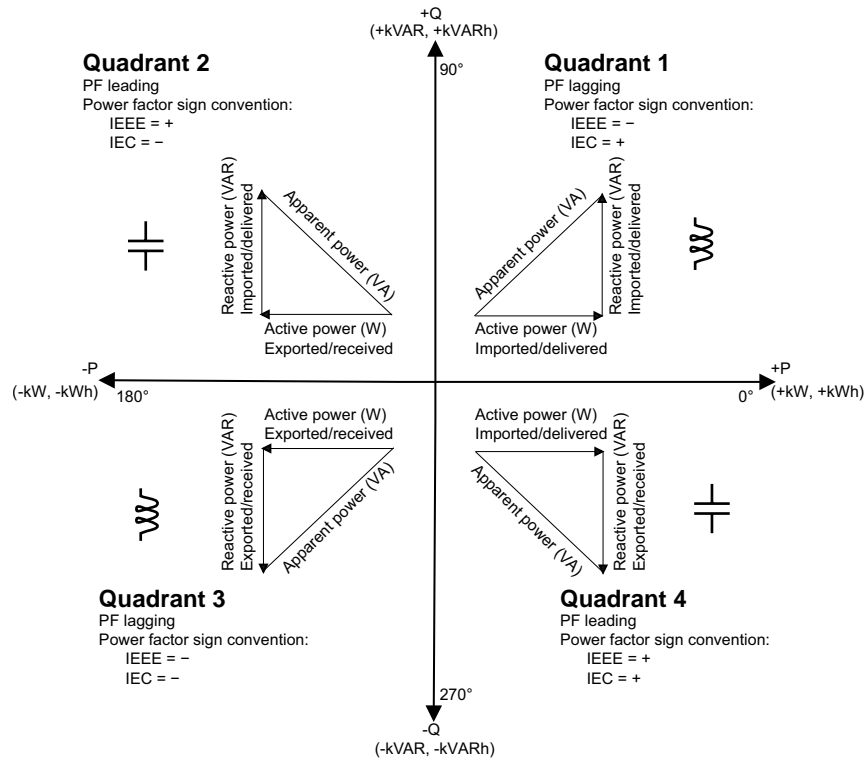 +Q
(+kVAR, +kVARh)
90°
Quadrant 2
PF leading
Power factor sign convention:
IEEE = +
IEC = −
Quadrant 1
PF lagging
Power factor sign convention:
IEEE = −
IEC = +
Reactive power (VAR)
Imported/delivered
Apparent power (VA)
Active power (W)
Exported/received
Apparent power (VA)
Reactive power (VAR)
Imported/delivered
Active power (W)
Imported/delivered
-P
(-kW, -kWh)
180°
0°
+P
(+kW, +kWh)
Active power (W)
Exported/received
Reactive power (VAR)
Exported/received
Apparent power (VA)
Active power (W)
Imported/delivered
Apparent power (VA)
Reactive power (VAR)
Exported/received
Quadrant 3
PF lagging
Power factor sign convention:
IEEE = −
IEC = −
Quadrant 4
PF leading
Power factor sign convention:
IEEE = +
IEC = +
270°
-Q
(-kVAR, -kVARh)